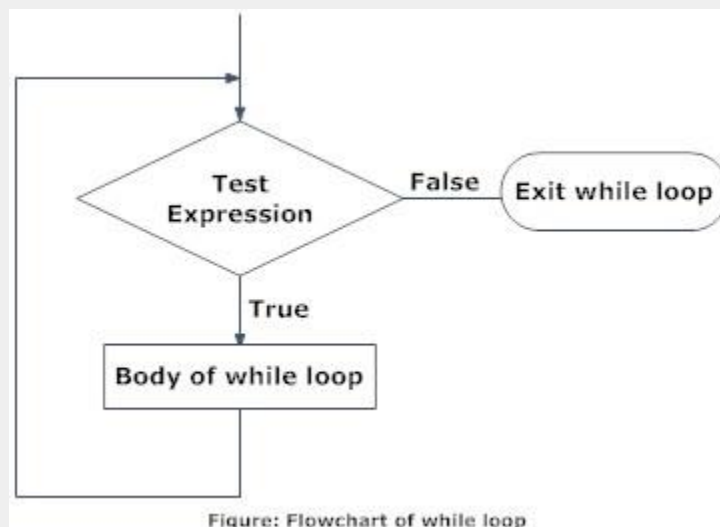 Test
Expression
False
Exit while loop
True
Body of while loop
Figure: Flowchart of while loop